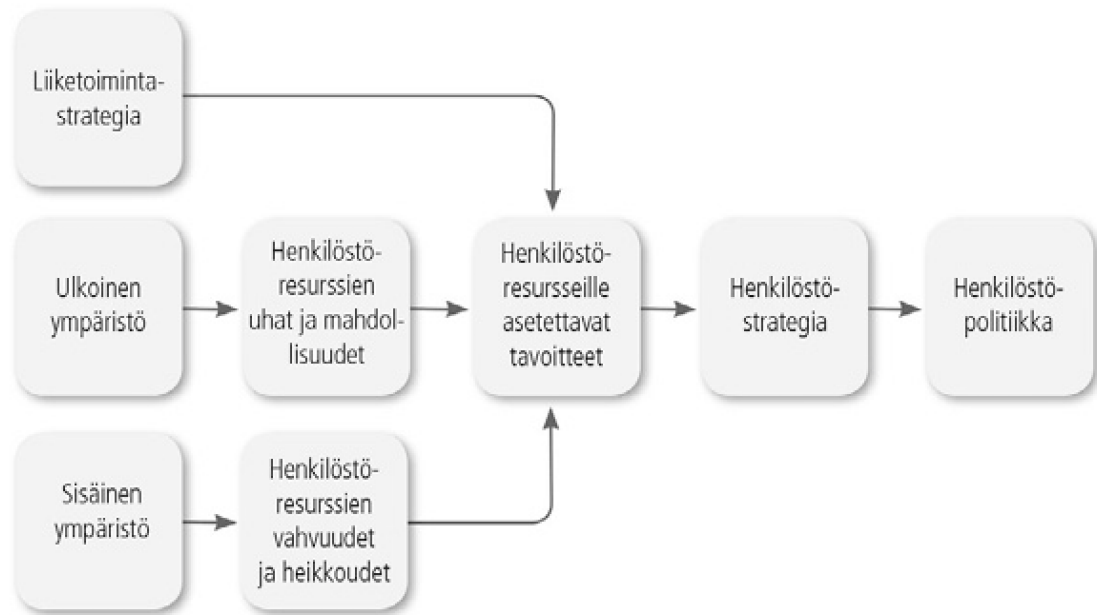 Liiketoiminta-
strategia
Ulkoinen
ympäristö
Henkilöstö-
resurssien
uhat ja mahdol-
lisuudet
Henkilöstö-
resursseille
asetettavat
tavoitteet
Henkilöstö-
strategia
Henkilöstö-
politiikka
Sisäinen
ympäristö
Henkilöstö-
resurssien
vahvuudet
ja heikkoudet